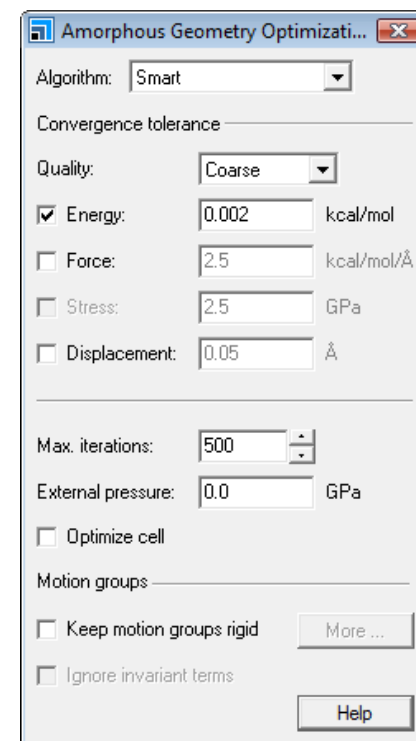 Amorphous Geometry Optimizati...
Algorithm: Smart
Convergence tolerance
Quality: Coarse
Energy: 0.002 kcal/mol
Force: 2.5 kcal/mol/Å
Stress: 2.5 GPa
Displacement: 0.05 Å
Max. iterations: 500
External pressure: 0.0 GPa
Optimize cell
Motion groups
Keep motion groups rigid More ...
Ignore invariant terms
Help